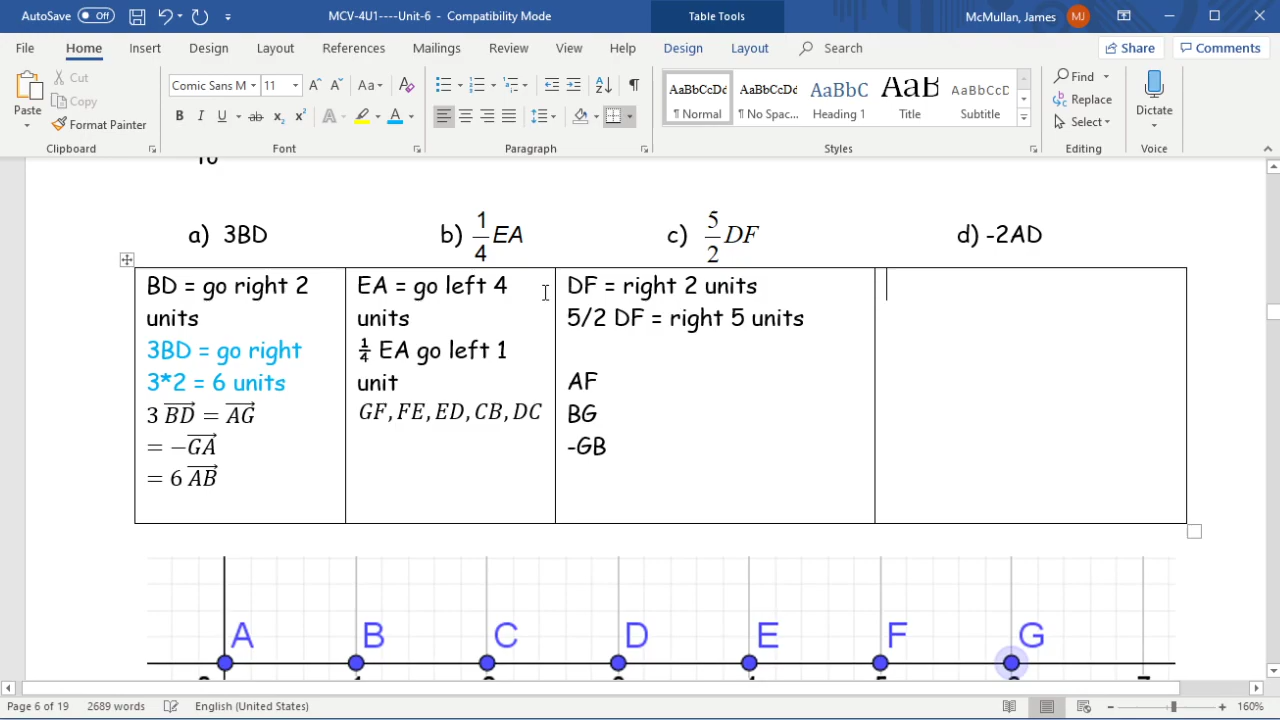 AutoSave Off MCV-4U1----Unit-6 - Compatibility Mode Table Tools McMullan, James MJ
File Home Insert Design Layout References Mailings Review View Help Design Layout Search Share Comments
Paste Cut Copy Format Painter
Comic Sans M 11 Aa
B I U ab x₂ x² A A
AaBbCcDd AaBbCcDd AaBbC AaB AaBbCcD
¶ Normal ¶ No Spac... Heading 1 Title Subtitle
Find Replace Select
Dictate
Clipboard Font Paragraph Styles Editing Voice
a) 3BD b) 1/4 EA c) 5/2 DF d) -2AD
BD = go right 2
units
3BD = go right
3*2 = 6 units
3 BD = AG
= −GA
= 6 AB
EA = go left 4
units
¼ EA go left 1
unit
GF, FE, ED, CB, DC
DF = right 2 units
5/2 DF = right 5 units
AF
BG
-GB
A B C D E F G
Page 6 of 19 2689 words English (United States) 160%